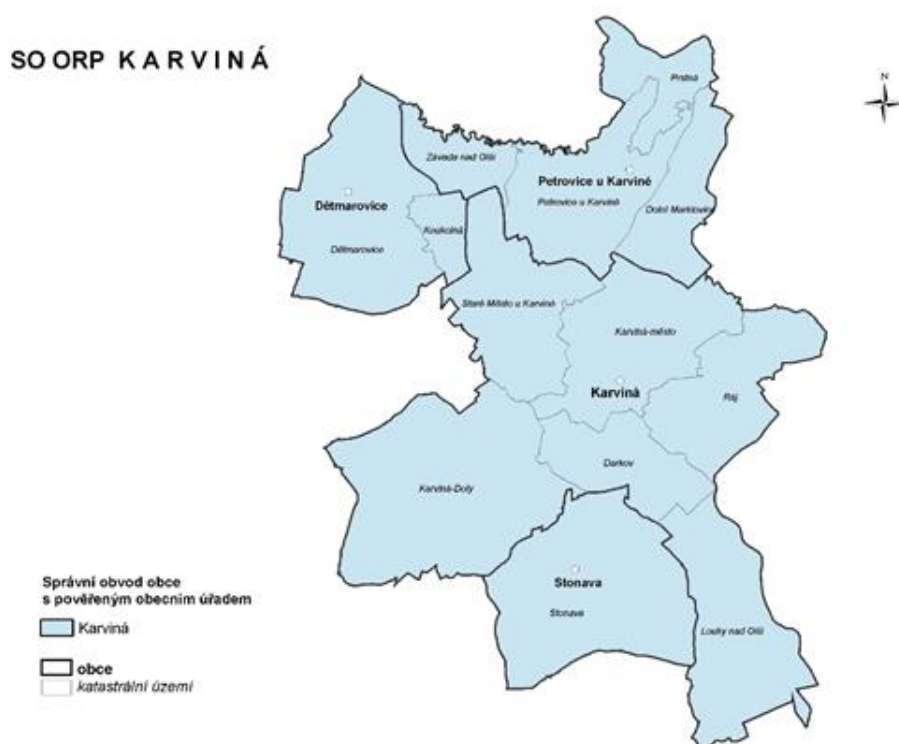 SO ORP K A R V I N Á
N
Prstná
Závada nad Olší
Petrovice u Karviné
Petrovice u Karviné
Dolní Marklovice
Dětmarovice
Koukolná
Dětmarovice
Staré Město u Karviné
Karviná-město
Karviná
Ráj
Darkov
Karviná-Doly
Stonava
Stonava
Louky nad Olší
Správní obvod obce
s pověřeným obecním úřadem
Karviná
obce
katastrální území